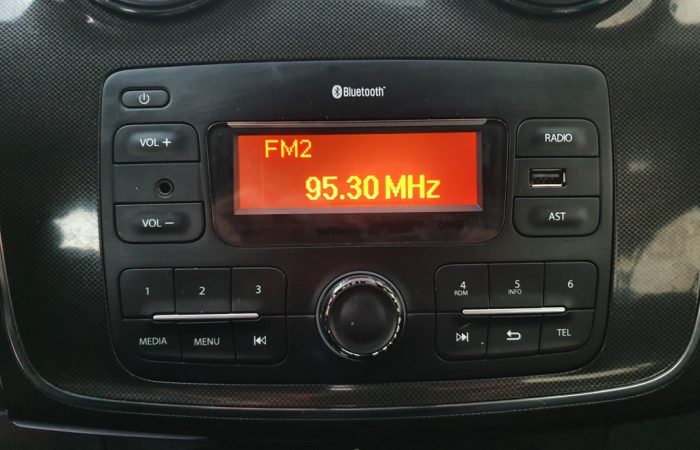 Bluetooth
VOL +
VOL −
FM2
95.30 MHz
RADIO
AST
1
2
3
MEDIA
MENU
4
RDM
5
INFO
6
TEL